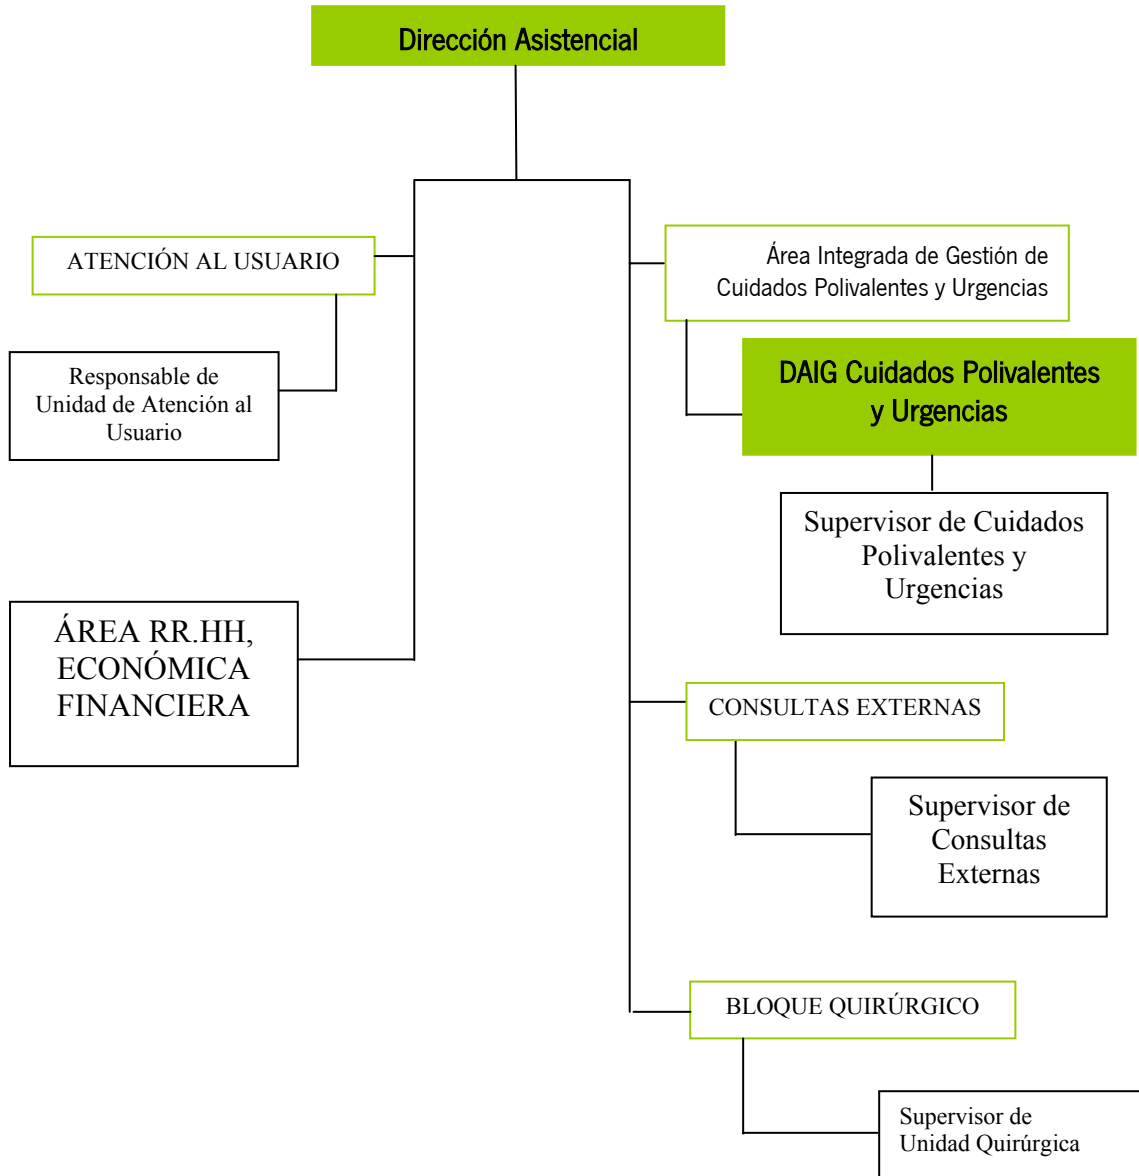 Dirección Asistencial
ATENCIÓN AL USUARIO
Responsable de
Unidad de Atención al
Usuario
ÁREA RR.HH,
ECONÓMICA
FINANCIERA
Área Integrada de Gestión de
Cuidados Polivalentes y Urgencias
DAIG Cuidados Polivalentes
y Urgencias
Supervisor de Cuidados
Polivalentes y
Urgencias
CONSULTAS EXTERNAS
Supervisor de
Consultas
Externas
BLOQUE QUIRÚRGICO
Supervisor de
Unidad Quirúrgica